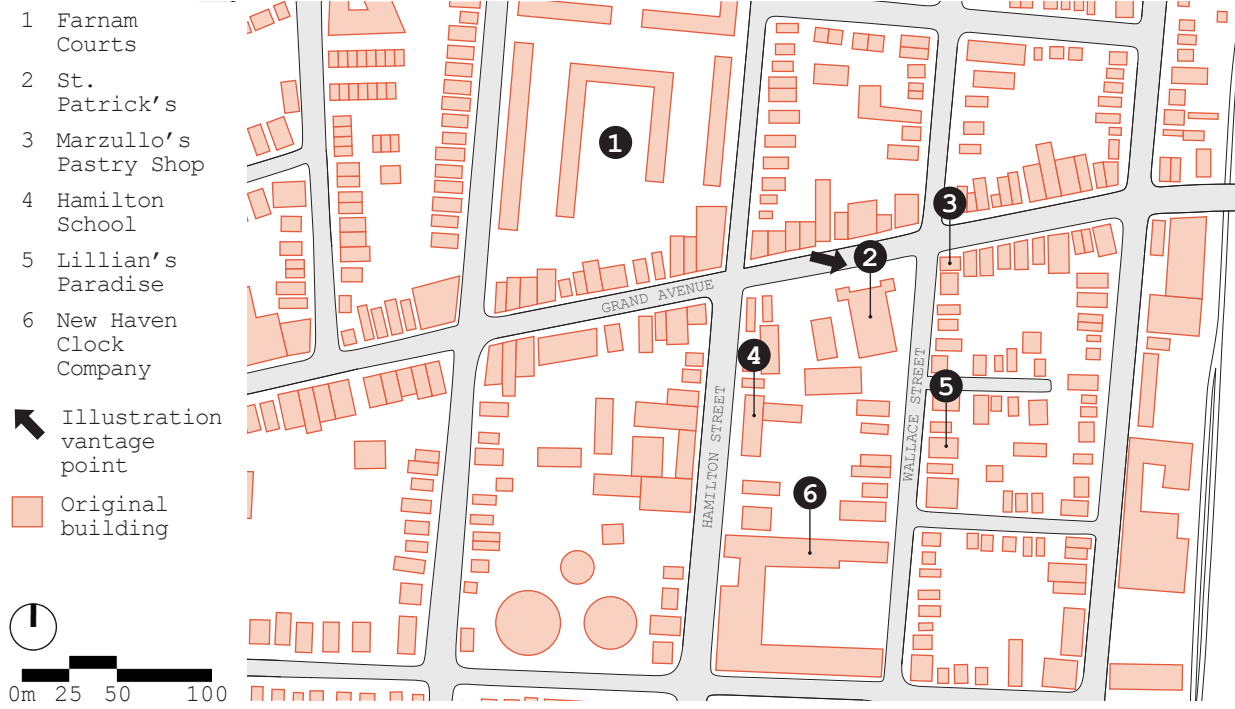 1 Farnam
Courts
2 St.
Patrick's
3 Marzullo's
Pastry Shop
4 Hamilton
School
5 Lillian's
Paradise
6 New Haven
Clock
Company
Illustration
vantage
point
Original
building
0m 25 50 100
1
2
3
4
5
6
GRAND AVENUE
HAMILTON STREET
WALLACE STREET